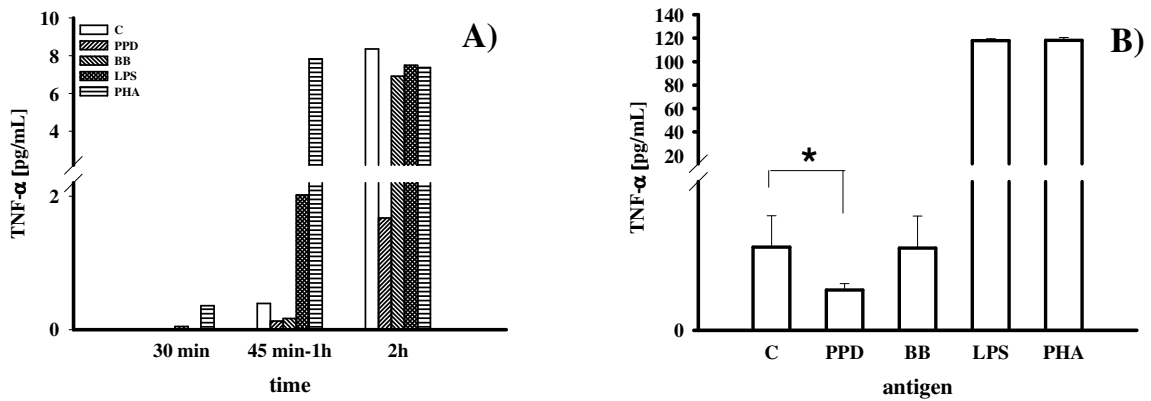 A)
TNF-α [pg/mL]
10
8
6
4
2
0
C
PPD
BB
LPS
PHA
30 min 45 min-1h 2h
time
B)
TNF-α [pg/mL]
140
120
100
80
60
40
20
0
*
C PPD BB LPS PHA
antigen